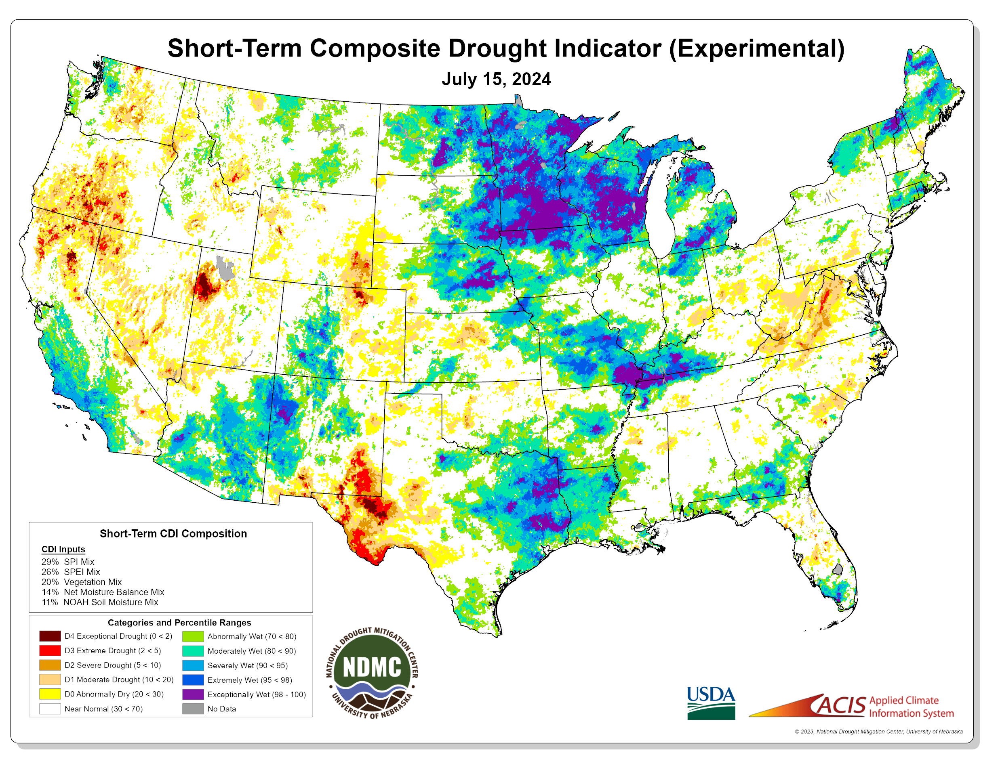 Short-Term Composite Drought Indicator (Experimental)
July 15, 2024
Short-Term CDI Composition
CDI Inputs
29% SPI Mix
26% SPEI Mix
20% Vegetation Mix
14% Net Moisture Balance Mix
11% NOAH Soil Moisture Mix
Categories and Percentile Ranges
D4 Exceptional Drought (0 < 2)
D3 Extreme Drought (2 < 5)
D2 Severe Drought (5 < 10)
D1 Moderate Drought (10 < 20)
D0 Abnormally Dry (20 < 30)
Near Normal (30 < 70)
Abnormally Wet (70 < 80)
Moderately Wet (80 < 90)
Severely Wet (90 < 95)
Extremely Wet (95 < 98)
Exceptionally Wet (98 - 100)
No Data
NATIONAL DROUGHT MITIGATION CENTER
NDMC
UNIVERSITY OF NEBRASKA
USDA
ACIS
Applied Climate
Information System
© 2023, National Drought Mitigation Center, University of Nebraska